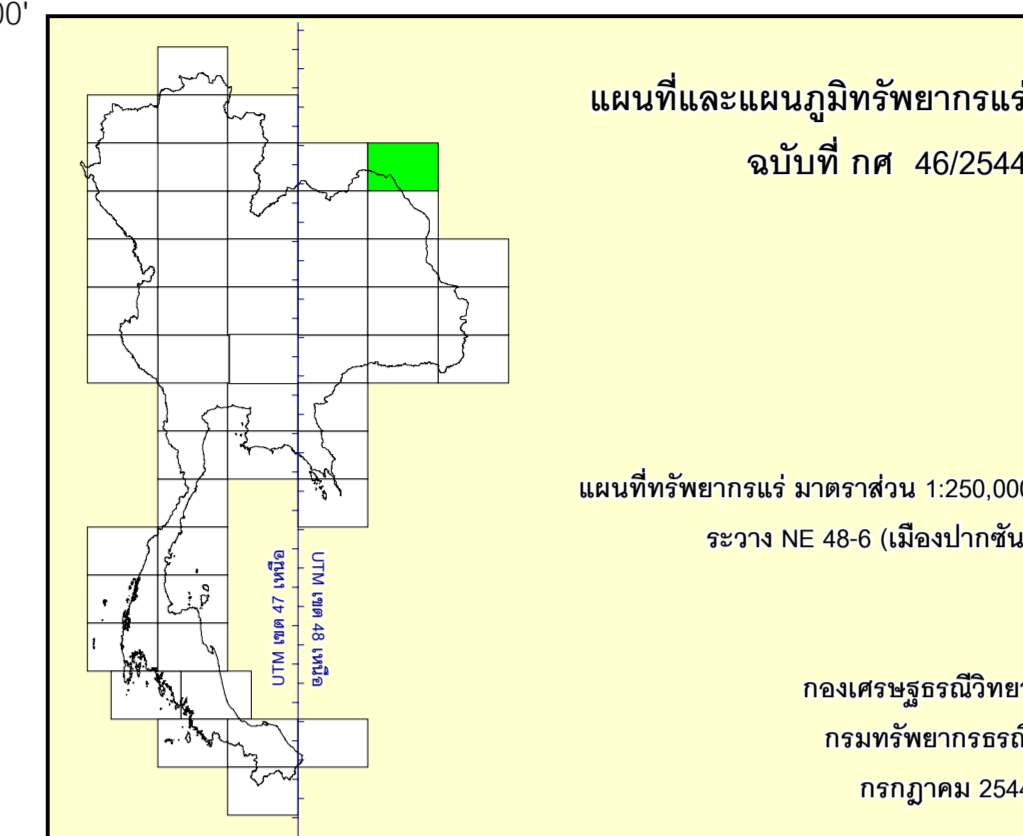 00'
แผนที่และแผนภูมิทรัพยากรแร่
ฉบับที่ กศ 46/2544
แผนที่ทรัพยากรแร่ มาตราส่วน 1:250,000
ระวาง NE 48-6 (เมืองปากซัน
UTM เขต 47 เหนือ
UTM เขต 48 เหนือ
กองเศรษฐธรณีวิทยา
กรมทรัพยากรธรณี
กรกฎาคม 2544